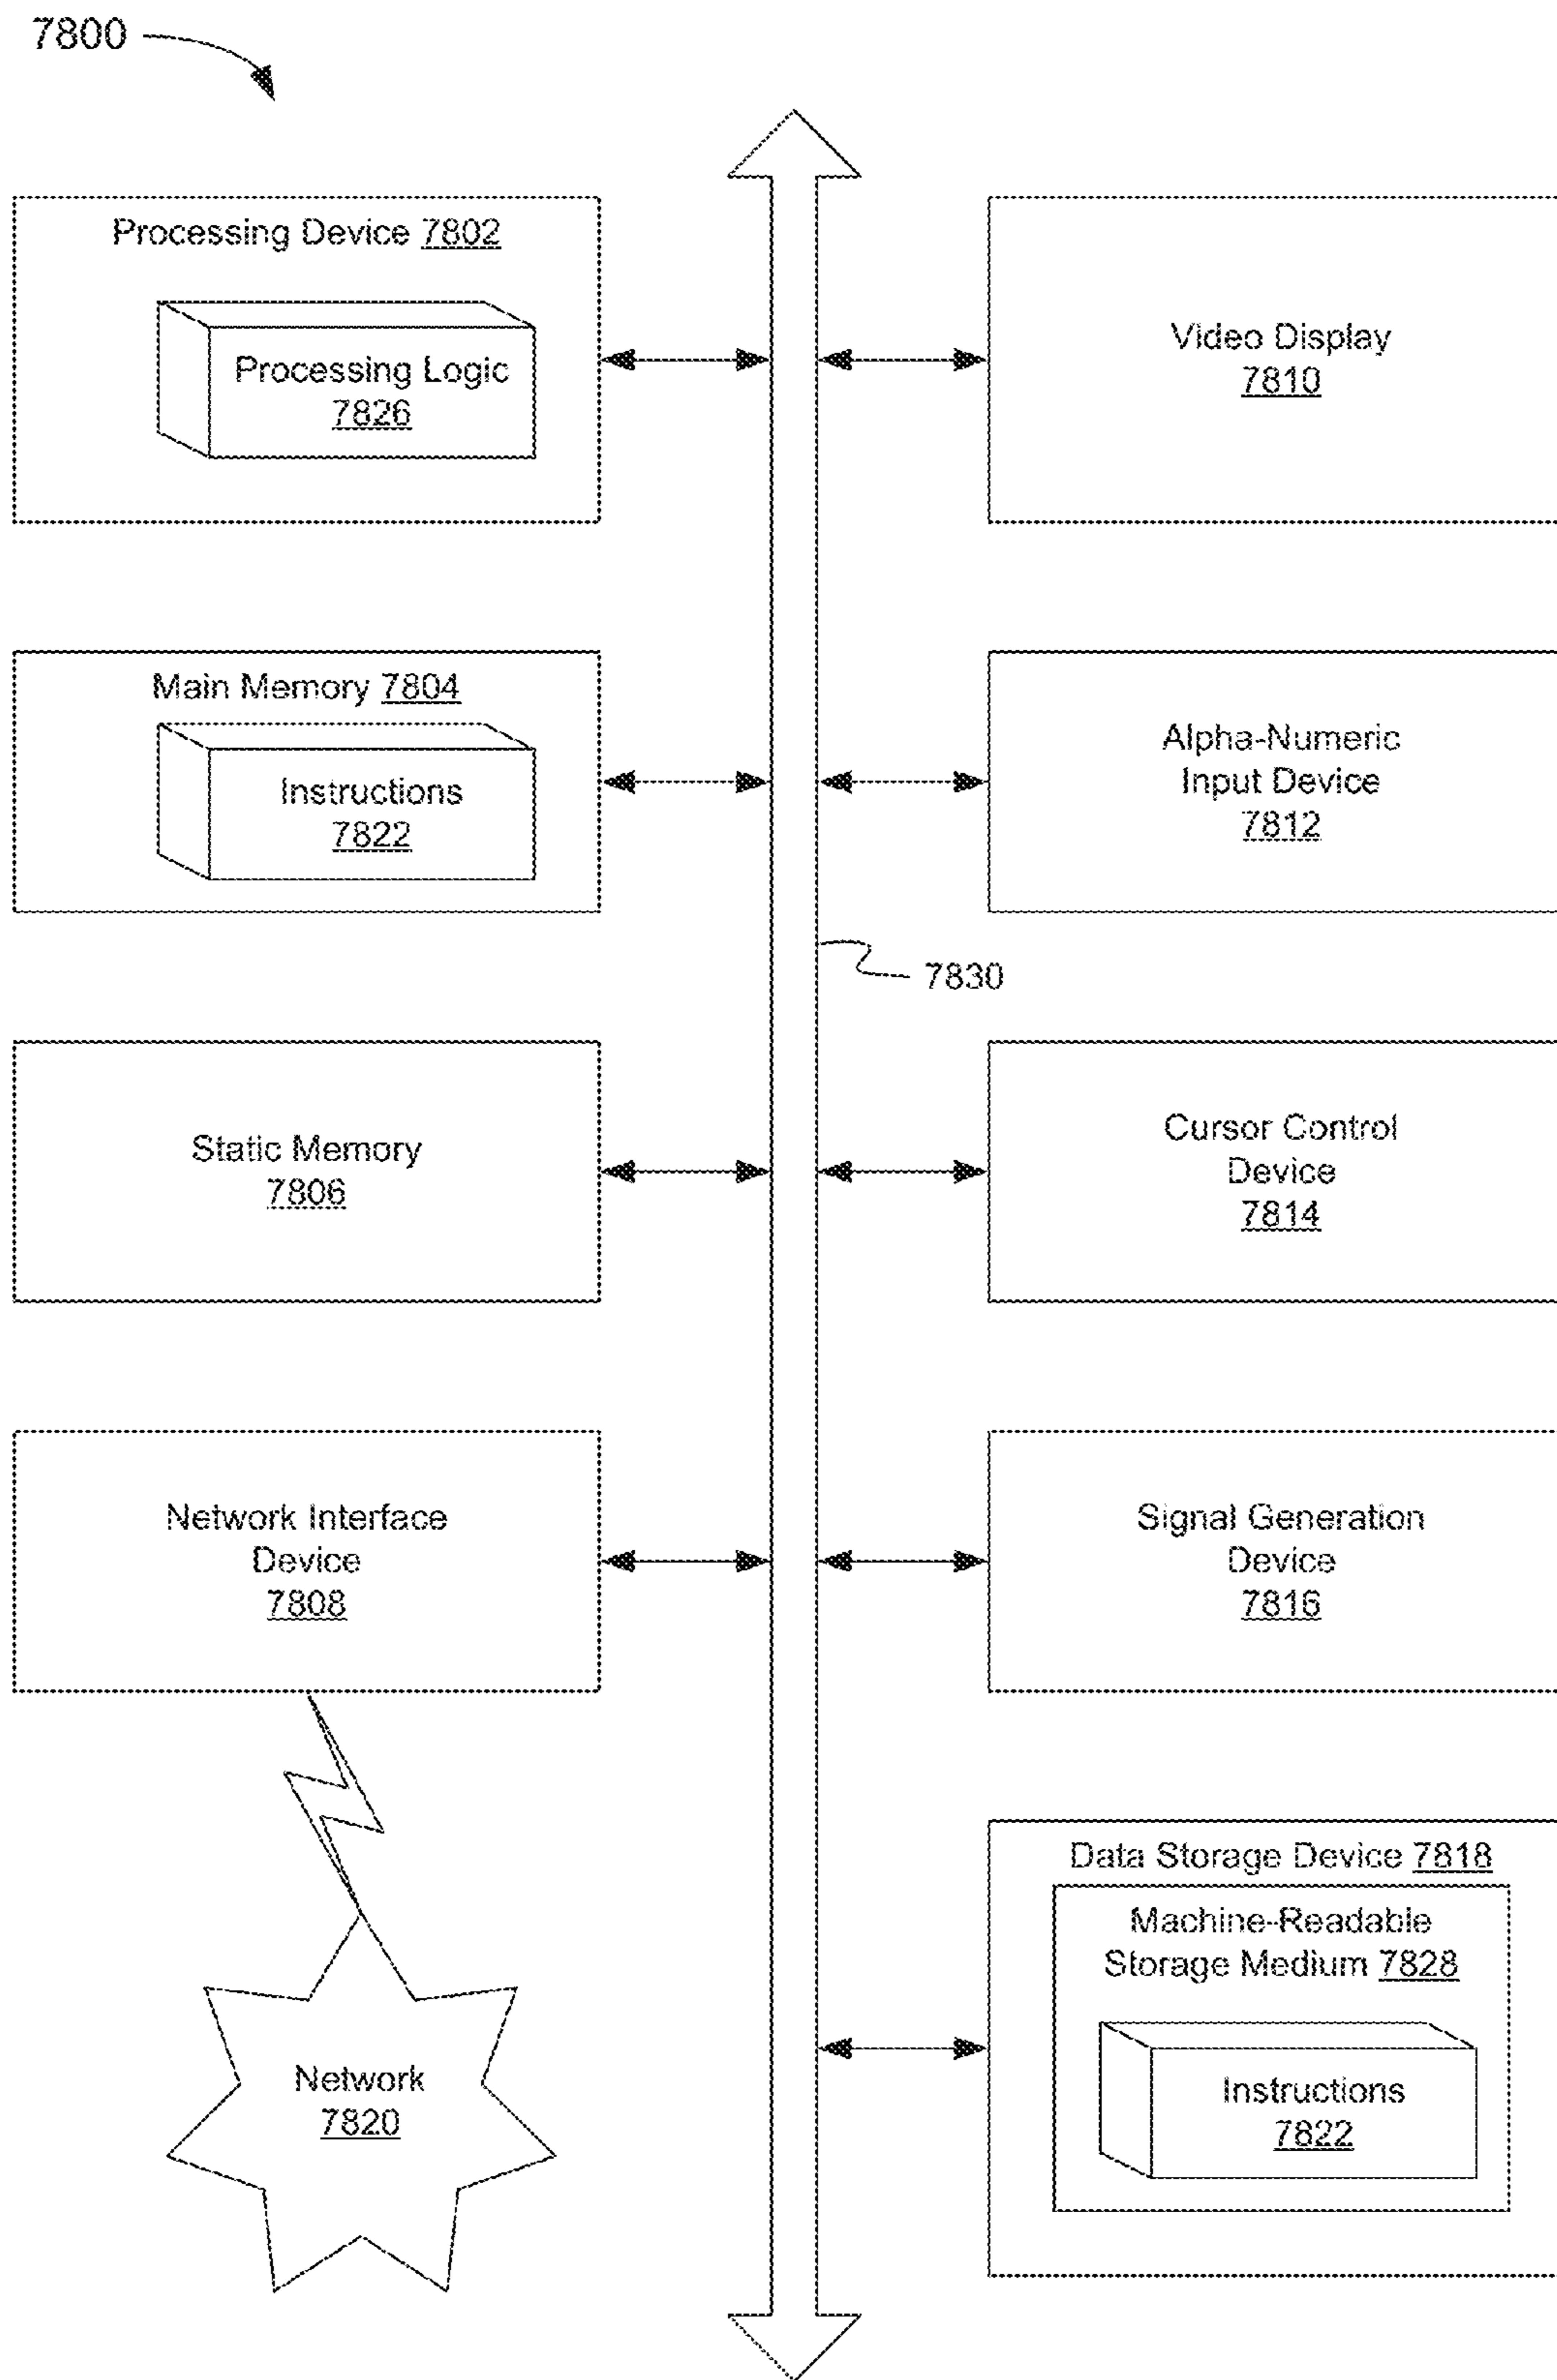 7800
Processing Device 7802
Processing Logic
7826
Video Display
7810
Main Memory 7804
Instructions
7822
Alpha-Numeric
Input Device
7812
7830
Static Memory
7806
Cursor Control
Device
7814
Network Interface
Device
7808
Signal Generation
Device
7816
Data Storage Device 7818
Machine-Readable
Storage Medium 7828
Instructions
7822
Network
7820